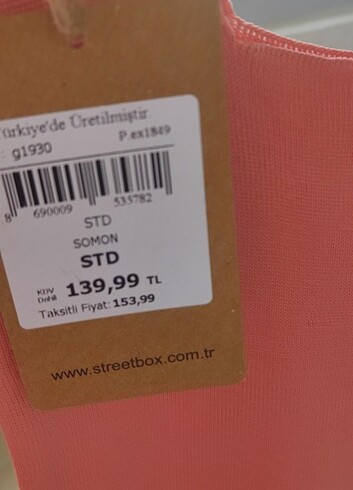 Türkiye'de Üretilmiştir.
P.ex1849
: g1930
8 690009 533782
STD
SOMON
STD
KDV Dahil 139,99 TL
Taksitli Fiyat: 153,99
www.streetbox.com.tr